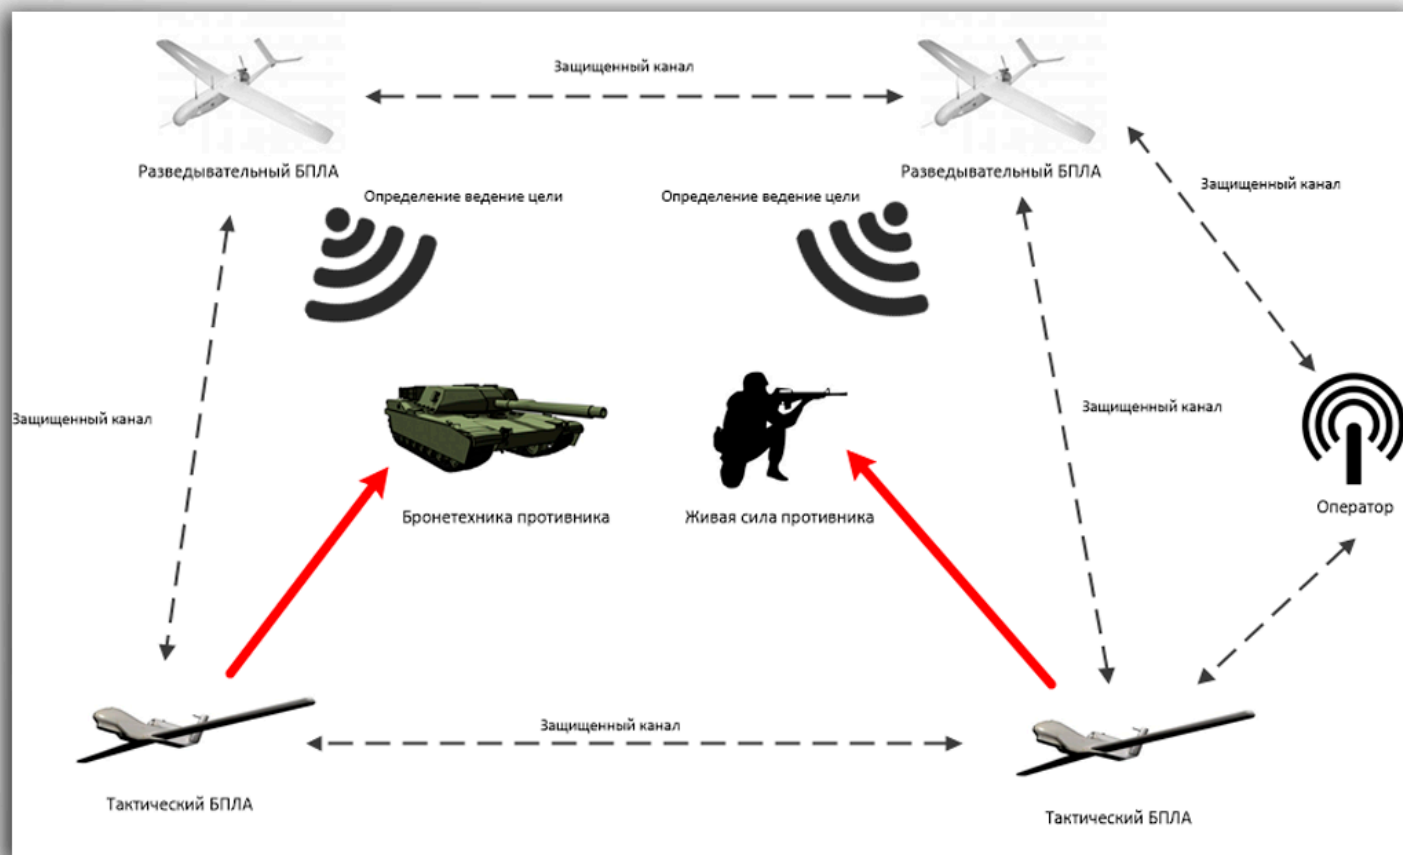 Защищенный канал
Разведывательный БПЛА
Разведывательный БПЛА
Защищенный канал
Определение ведение цели
Определение ведение цели
Защищенный канал
Защищенный канал
Оператор
Бронетехника противника
Живая сила противника
Защищенный канал
Тактический БПЛА
Тактический БПЛА